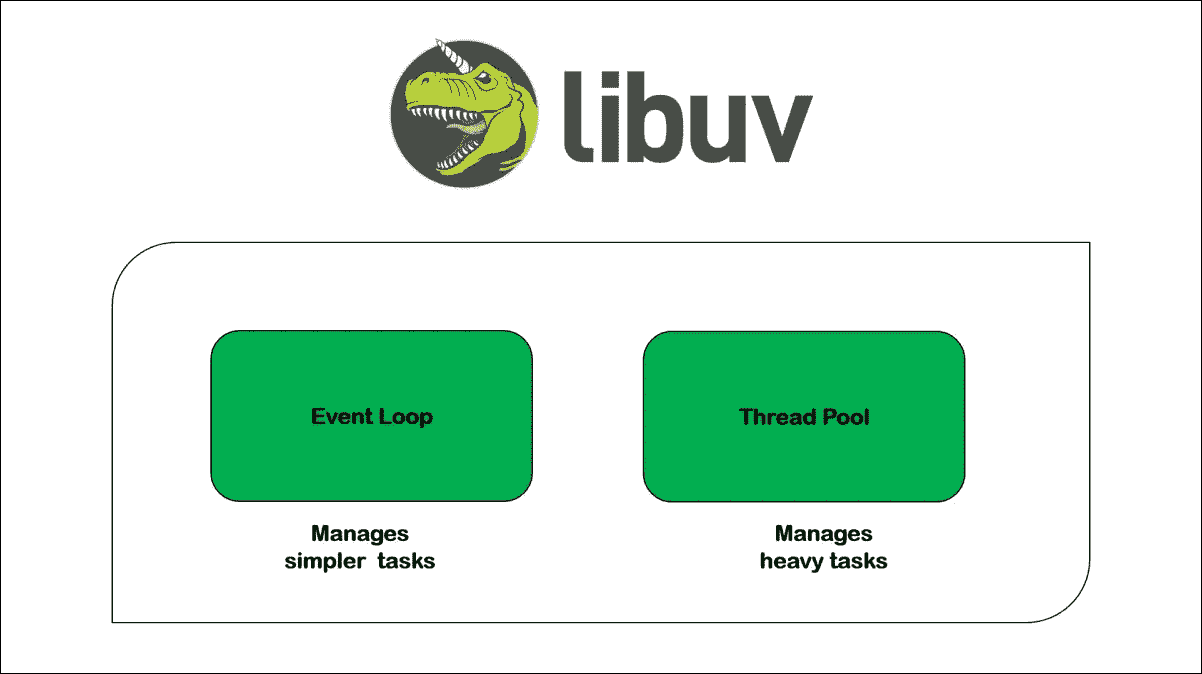 libuv
Event Loop
Thread Pool
Manages
simpler tasks
Manages
heavy tasks